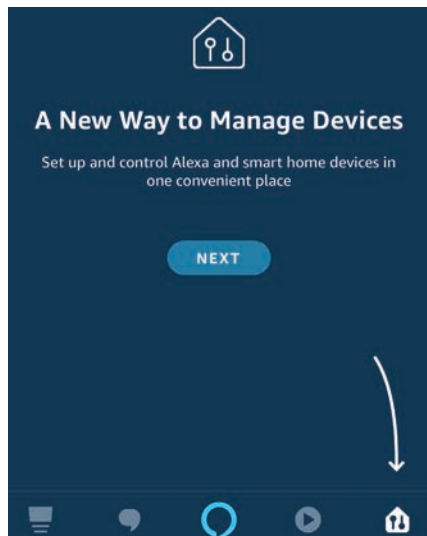 A New Way to Manage Devices
Set up and control Alexa and smart home devices in
one convenient place
NEXT